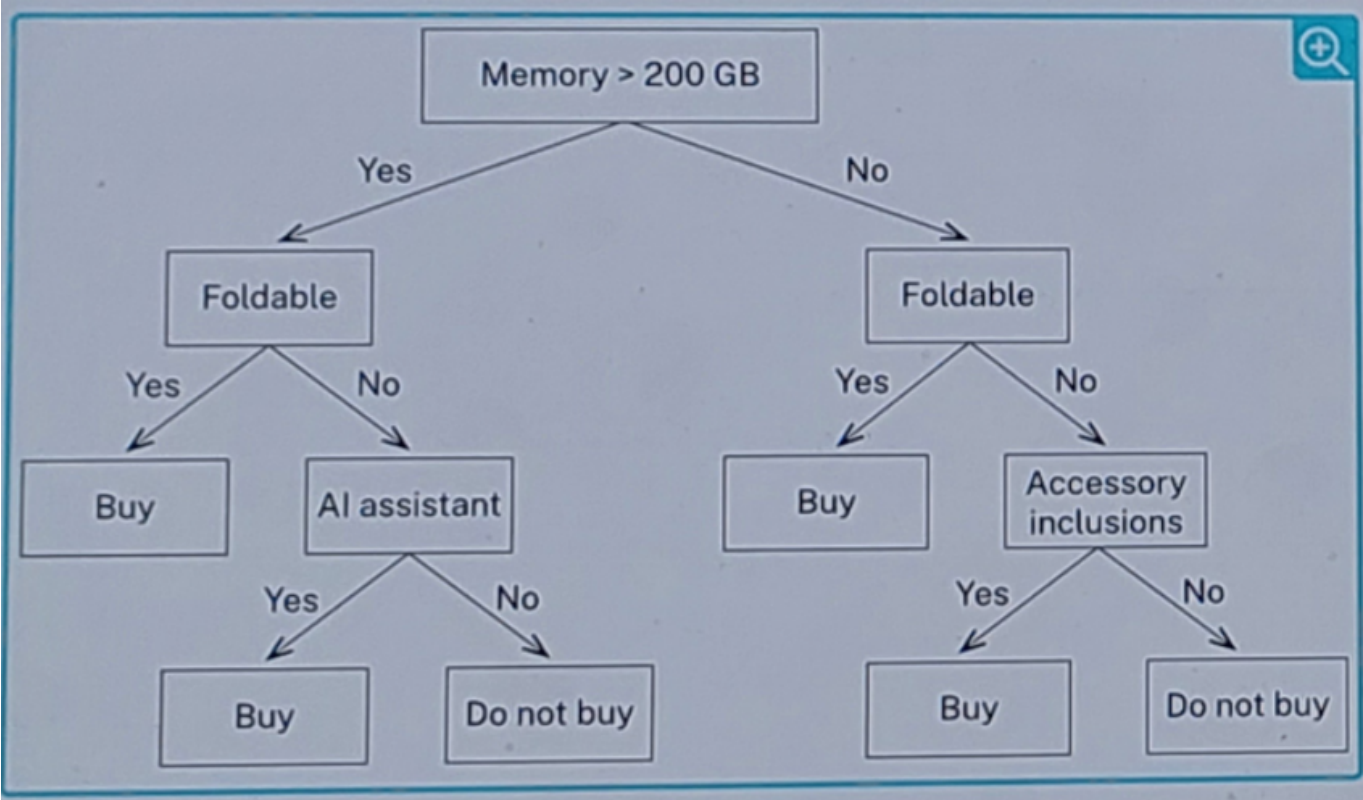 Memory > 200 GB
Yes
No
Foldable
Foldable
Yes
No
Yes
No
Buy
AI assistant
Buy
Accessory
inclusions
Yes
No
Yes
No
Buy
Do not buy
Buy
Do not buy